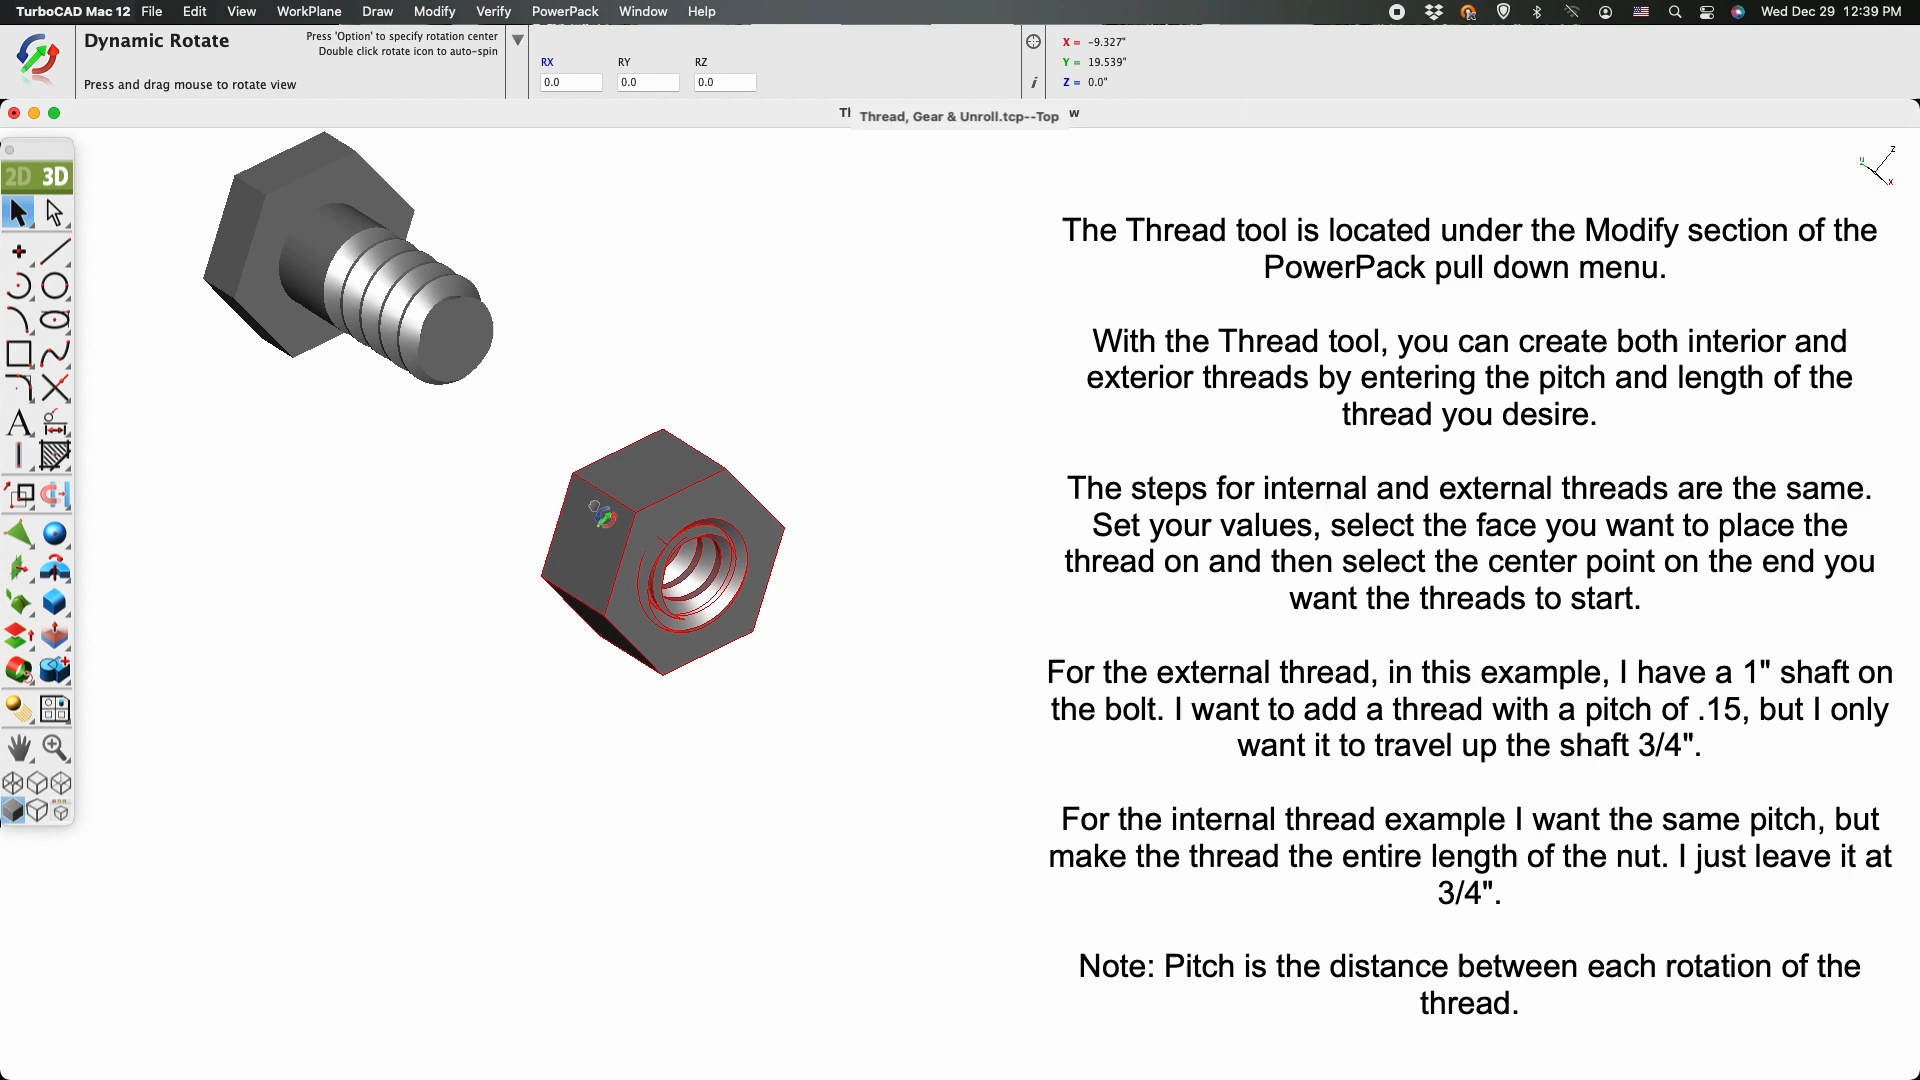 TurboCAD Mac 12 File Edit View WorkPlane Draw Modify Verify PowerPack Window Help Wed Dec 29 12:39 PM
Dynamic Rotate
Press 'Option' to specify rotation center
Double click rotate icon to auto-spin
Press and drag mouse to rotate view
RX RY RZ
0.0 0.0 0.0
X = -9.327"
Y = 19.539"
Z = 0.0"
Thread, Gear & Unroll.tcp--Top
2D 3D
z
y
x
The Thread tool is located under the Modify section of the
PowerPack pull down menu.
With the Thread tool, you can create both interior and
exterior threads by entering the pitch and length of the
thread you desire.
The steps for internal and external threads are the same.
Set your values, select the face you want to place the
thread on and then select the center point on the end you
want the threads to start.
For the external thread, in this example, I have a 1" shaft on
the bolt. I want to add a thread with a pitch of .15, but I only
want it to travel up the shaft 3/4".
For the internal thread example I want the same pitch, but
make the thread the entire length of the nut. I just leave it at
3/4".
Note: Pitch is the distance between each rotation of the
thread.